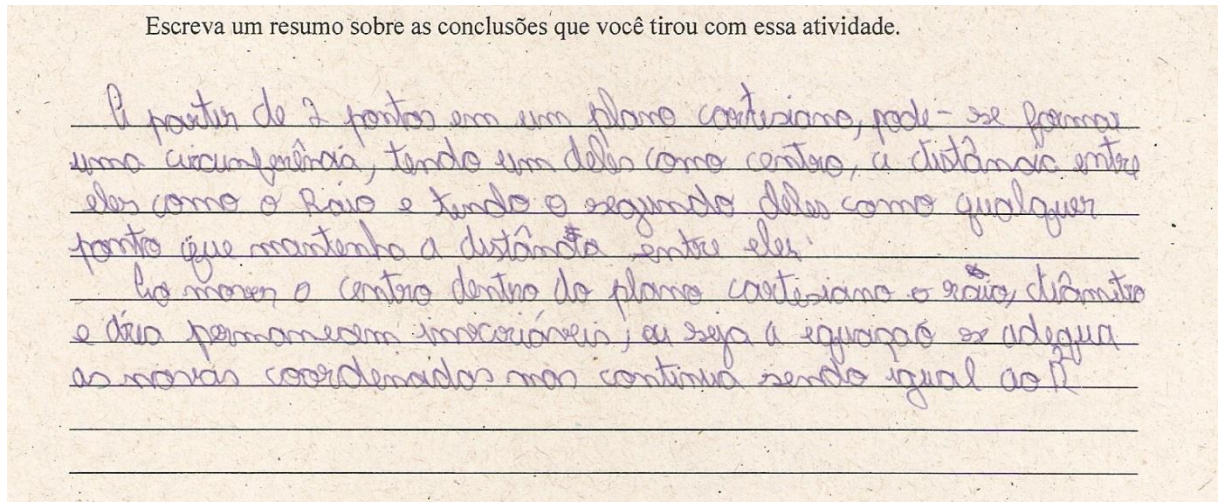 Escreva um resumo sobre as conclusões que você tirou com essa atividade.
A partir de 2 pontos em um plano cartesiano, pode-se formar
uma circunferência, tendo um deles como centro, a distância entre
eles como o Raio e tendo o segundo deles como qualquer
ponto que mantenha a distância entre eles.
Ao mover o centro dentro do plano cartesiano o raio, diâmitro
e área permanecem invariáveis, ou seja a equação se adequa
as novas coordenadas mas continua sendo igual ao R